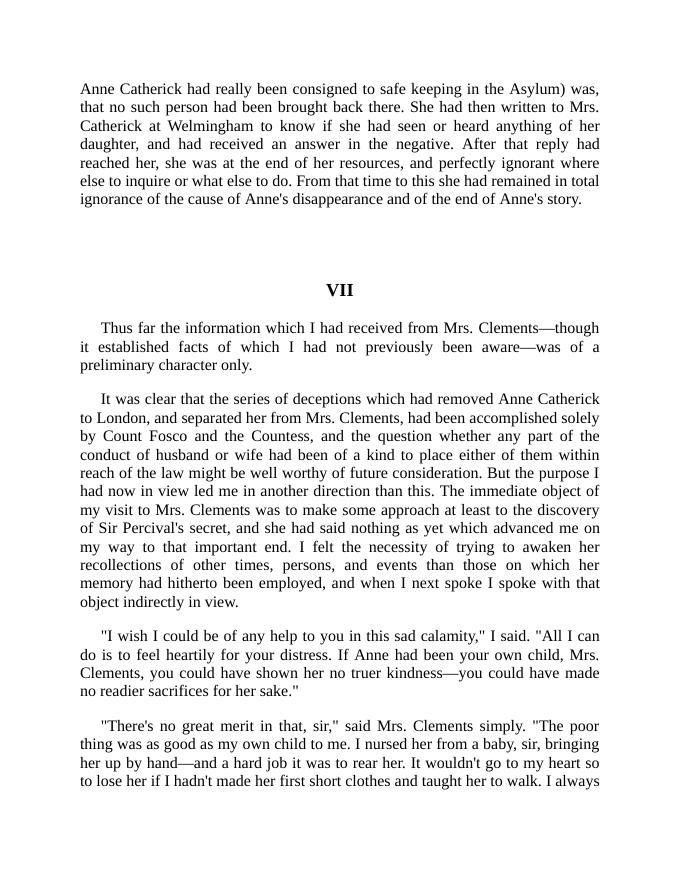 Anne Catherick had really been consigned to safe keeping in the Asylum) was,
that no such person had been brought back there. She had then written to Mrs.
Catherick at Welmingham to know if she had seen or heard anything of her
daughter, and had received an answer in the negative. After that reply had
reached her, she was at the end of her resources, and perfectly ignorant where
else to inquire or what else to do. From that time to this she had remained in total
ignorance of the cause of Anne's disappearance and of the end of Anne's story.
VII
Thus far the information which I had received from Mrs. Clements—though
it established facts of which I had not previously been aware—was of a
preliminary character only.
It was clear that the series of deceptions which had removed Anne Catherick
to London, and separated her from Mrs. Clements, had been accomplished solely
by Count Fosco and the Countess, and the question whether any part of the
conduct of husband or wife had been of a kind to place either of them within
reach of the law might be well worthy of future consideration. But the purpose I
had now in view led me in another direction than this. The immediate object of
my visit to Mrs. Clements was to make some approach at least to the discovery
of Sir Percival's secret, and she had said nothing as yet which advanced me on
my way to that important end. I felt the necessity of trying to awaken her
recollections of other times, persons, and events than those on which her
memory had hitherto been employed, and when I next spoke I spoke with that
object indirectly in view.
"I wish I could be of any help to you in this sad calamity," I said. "All I can
do is to feel heartily for your distress. If Anne had been your own child, Mrs.
Clements, you could have shown her no truer kindness—you could have made
no readier sacrifices for her sake."
"There's no great merit in that, sir," said Mrs. Clements simply. "The poor
thing was as good as my own child to me. I nursed her from a baby, sir, bringing
her up by hand—and a hard job it was to rear her. It wouldn't go to my heart so
to lose her if I hadn't made her first short clothes and taught her to walk. I always